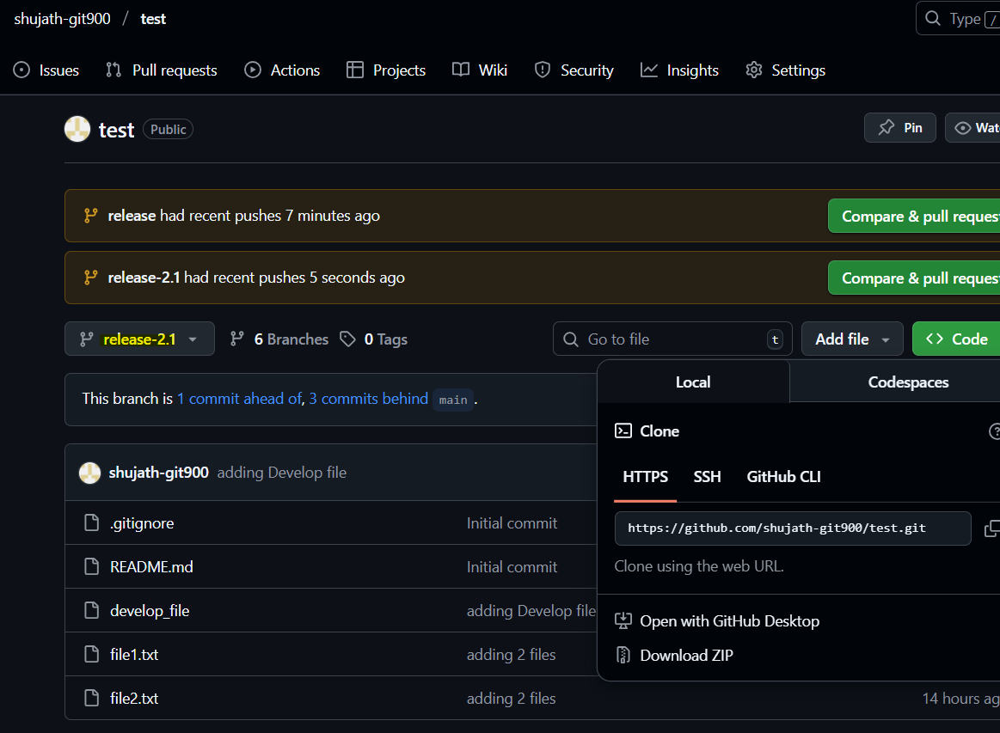 shujath-git900 / test
Type /
Issues Pull requests Actions Projects Wiki Security Insights Settings
test Public
Pin
release had recent pushes 7 minutes ago
Compare & pull
release-2.1 had recent pushes 5 seconds ago
Compare & pull
release-2.1 6 Branches 0 Tags
Go to file t
Add file
Code
Local Codespaces
This branch is 1 commit ahead of, 3 commits behind main .
Clone
HTTPS SSH GitHub CLI
https://github.com/shujath-git900/test.git
Clone using the web URL.
Open with GitHub Desktop
Download ZIP
shujath-git900 adding Develop file
.gitignore Initial commit
README.md Initial commit
develop_file adding Develop file
file1.txt adding 2 files
file2.txt adding 2 files 14 hours